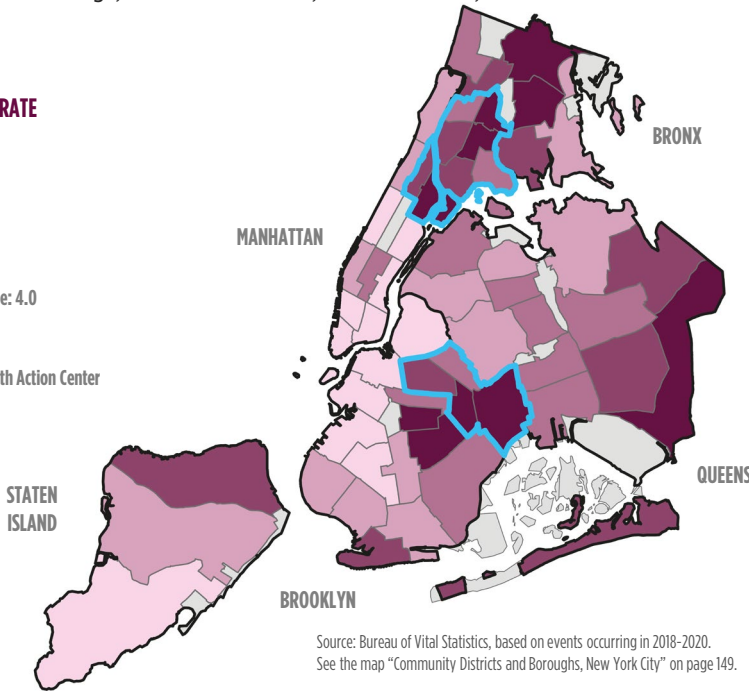 RATE
BRONX
MANHATTAN
e: 4.0
th Action Center
STATEN
ISLAND
QUEENS
BROOKLYN
Source: Bureau of Vital Statistics, based on events occurring in 2018-2020.
See the map “Community Districts and Boroughs, New York City” on page 149.